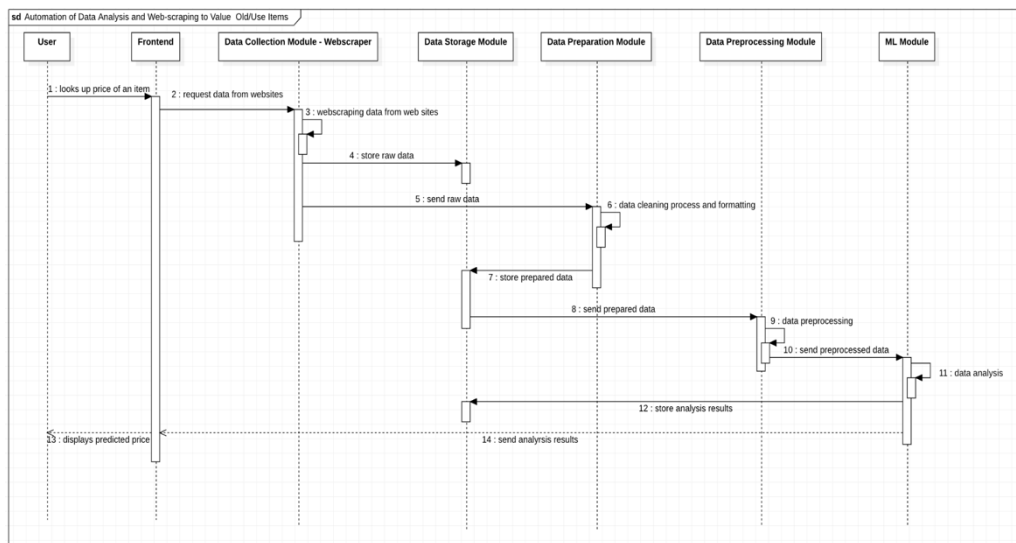 sd Automation of Data Analysis and Web-scraping to Value Old/Use Items
User
Frontend
Data Collection Module - Webscraper
Data Storage Module
Data Preparation Module
Data Preprocessing Module
ML Module
1 : looks up price of an item
2 : request data from websites
3 : webscraping data from web sites
4 : store raw data
5 : send raw data
6 : data cleaning process and formatting
7 : store prepared data
8 : send prepared data
9 : data preprocessing
10 : send preprocessed data
11 : data analysis
12 : store analysis results
13 : displays predicted price
14 : send analyrsis results